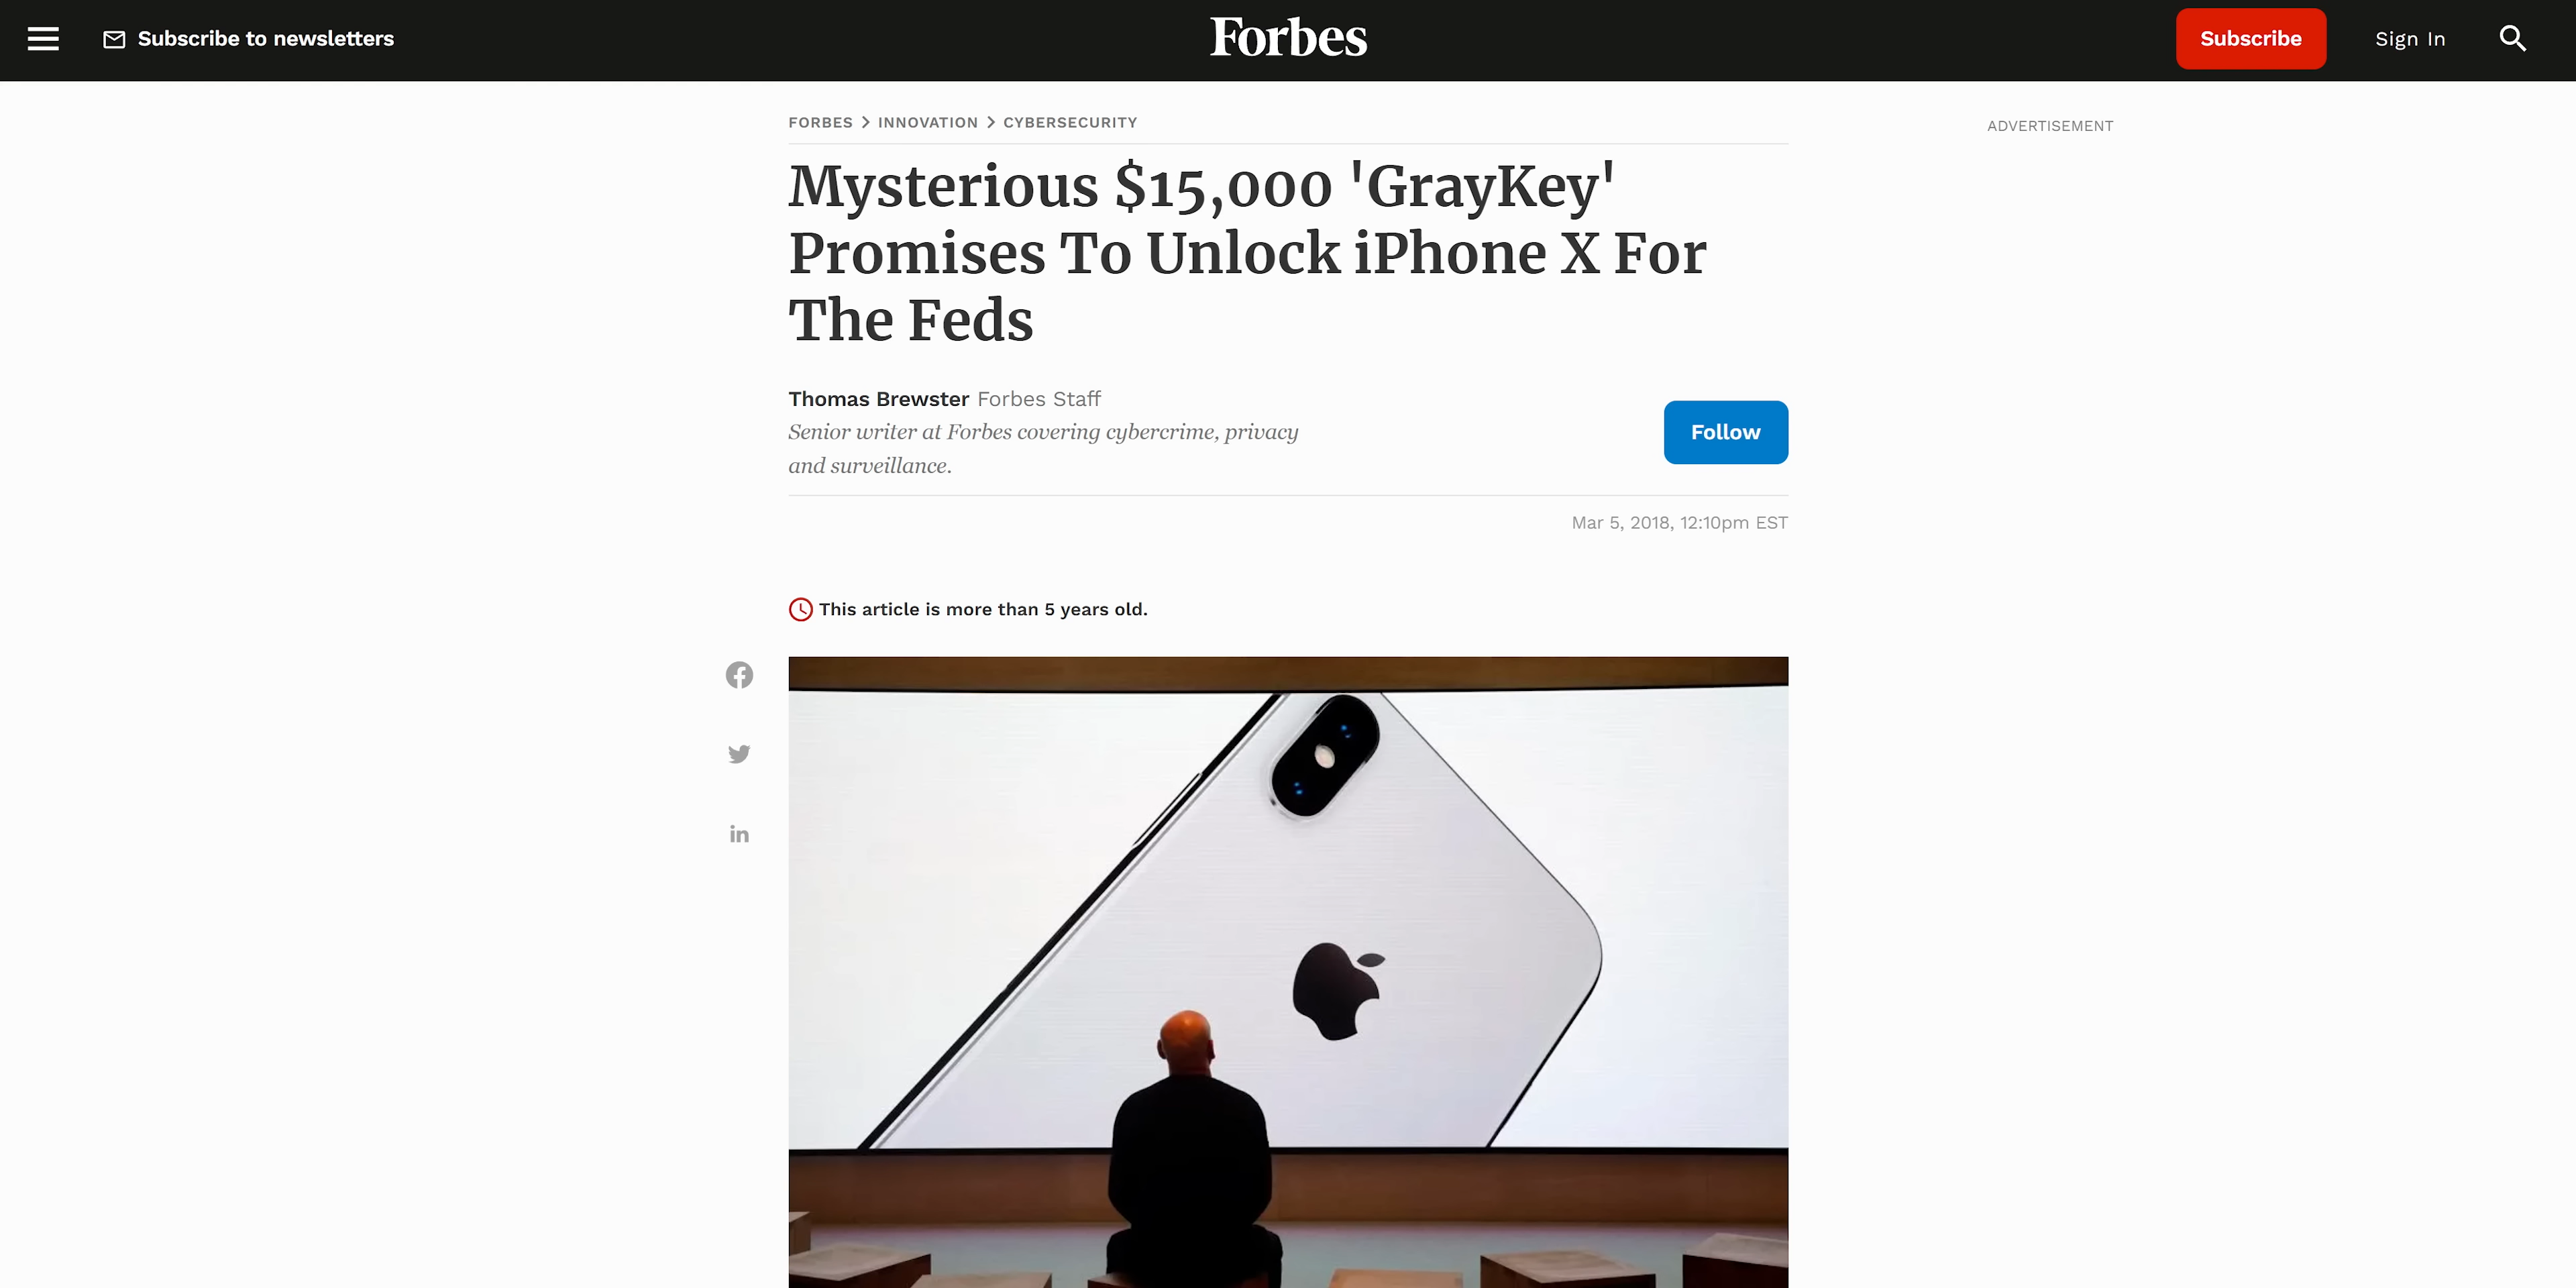 Subscribe to newsletters
Forbes
Subscribe
Sign In
FORBES > INNOVATION > CYBERSECURITY
ADVERTISEMENT
Mysterious $15,000 'GrayKey'
Promises To Unlock iPhone X For
The Feds
Thomas Brewster Forbes Staff
Senior writer at Forbes covering cybercrime, privacy
and surveillance.
Follow
Mar 5, 2018, 12:10pm EST
This article is more than 5 years old.